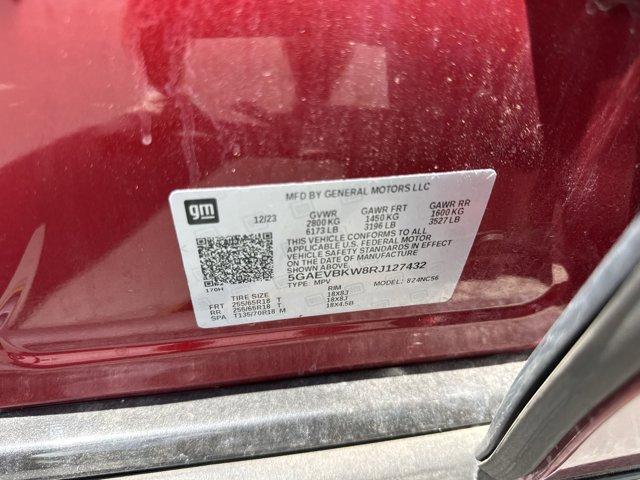 MFD BY GENERAL MOTORS LLC
gm
12/23
GVWR GAWR FRT GAWR RR
2800 KG 1450 KG 1600 KG
6173 LB 3196 LB 3527 LB
THIS VEHICLE CONFORMS TO ALL
APPLICABLE U.S. FEDERAL MOTOR
VEHICLE SAFETY STANDARDS IN EFFECT
ON THE DATE OF MANUFACTURE
SHOWN ABOVE.
5GAEVBKW8RJ127432
TYPE: MPV MODEL: 824NC56
170H
TIRE SIZE RIM
FRT 255/65R18 T 18X8J
RR 255/65R18 T 18X8J
SPA T135/70R18 M 18X4.5B